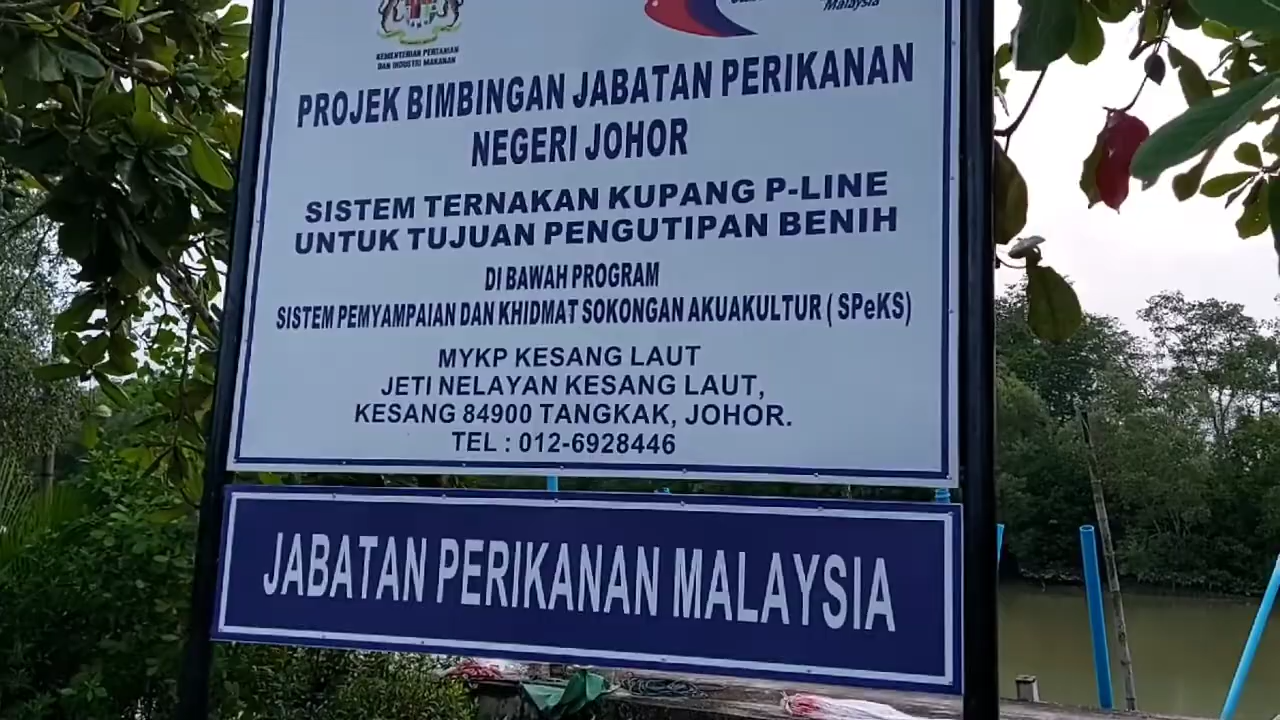 Malaysia
KEMENTERIAN PERTANIAN
DAN INDUSTRI MAKANAN
PROJEK BIMBINGAN JABATAN PERIKANAN
NEGERI JOHOR
SISTEM TERNAKAN KUPANG P-LINE
UNTUK TUJUAN PENGUTIPAN BENIH
DI BAWAH PROGRAM
SISTEM PEMYAMPAIAN DAN KHIDMAT SOKONGAN AKUAKULTUR ( SPeKS)
MYKP KESANG LAUT
JETI NELAYAN KESANG LAUT,
KESANG 84900 TANGKAK, JOHOR.
TEL : 012-6928446
JABATAN PERIKANAN MALAYSIA